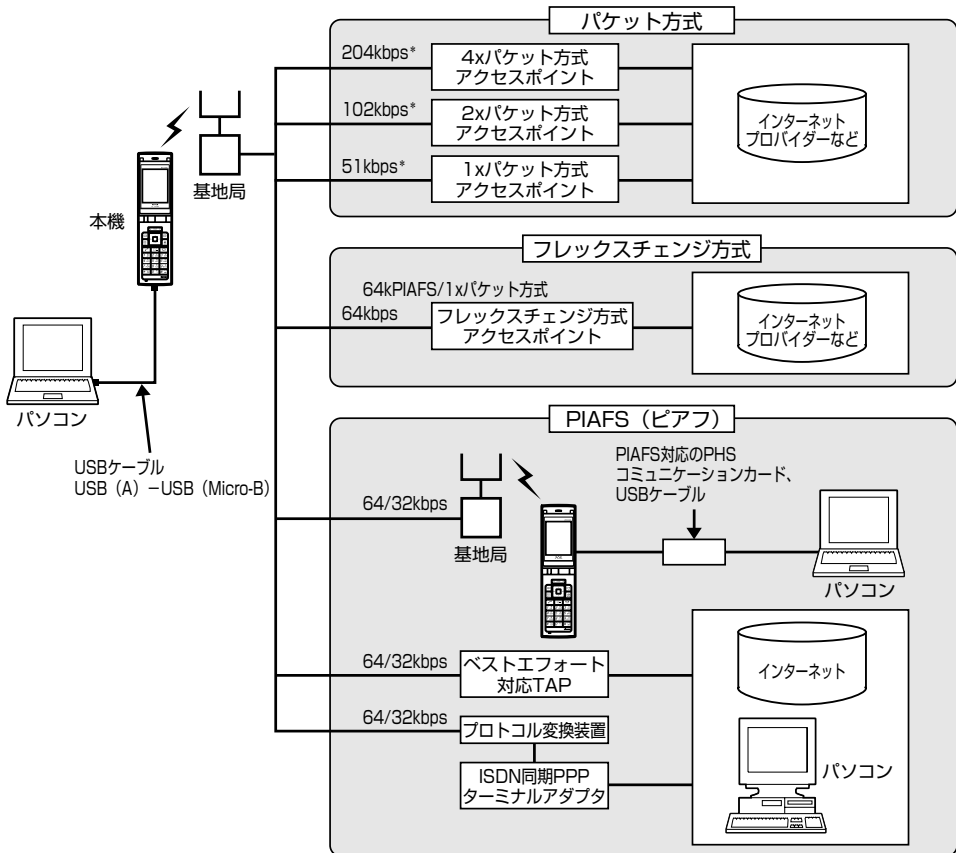 パケット方式
204kbps*
4xパケット方式
アクセスポイント
102kbps*
2xパケット方式
アクセスポイント
51kbps*
1xパケット方式
アクセスポイント
インターネット
プロバイダーなど
基地局
本機
パソコン
USBケーブル
USB（A）－USB（Micro-B）
フレックスチェンジ方式
64kPIAFS/1xパケット方式
64kbps
フレックスチェンジ方式
アクセスポイント
インターネット
プロバイダーなど
PIAFS（ピアフ）
PIAFS対応のPHS
コミュニケーションカード、
USBケーブル
64/32kbps
基地局
パソコン
64/32kbps
ベストエフォート
対応TAP
インターネット
64/32kbps
プロトコル変換装置
ISDN同期PPP
ターミナルアダプタ
パソコン